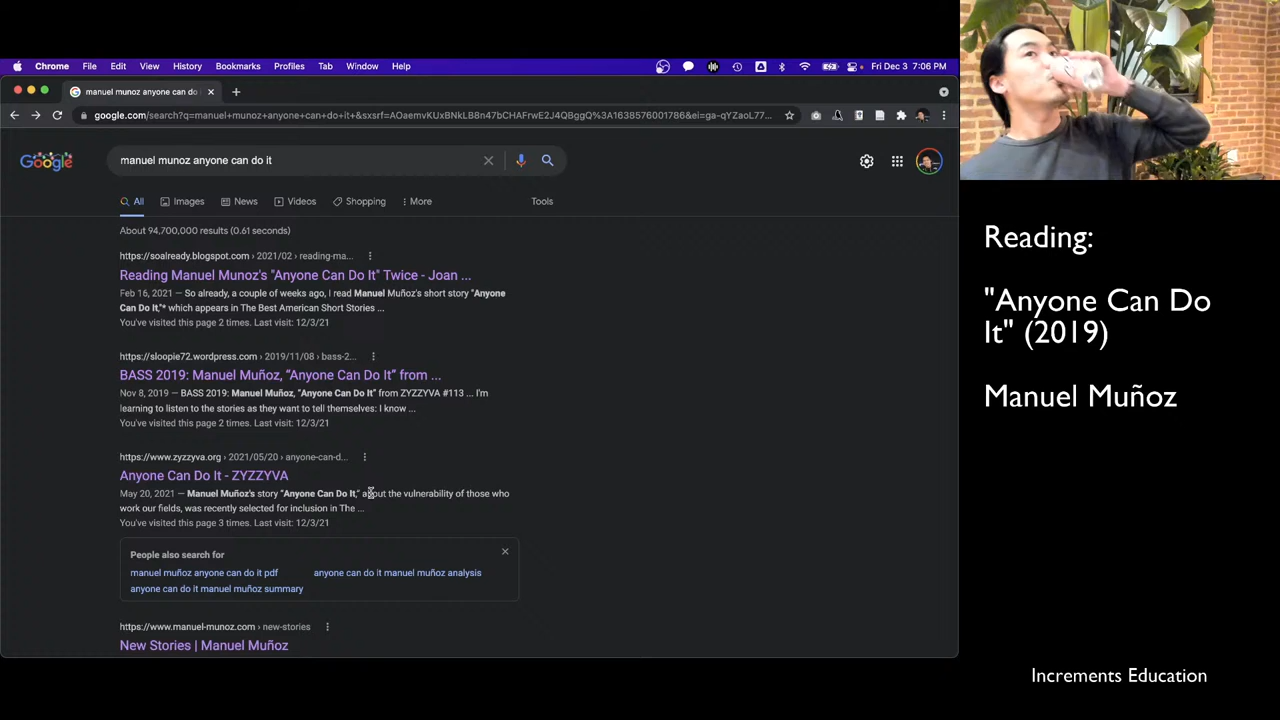 Chrome File Edit View History Bookmarks Profiles Tab Window Help Fri Dec 3 7:06 PM
manuel munoz anyone can do
google.com/search?q=manuel+munoz+anyone+can+do+it+&sxsrf=AOaemvKUxBNkLB8n47bCHAFrwE2J4QBggQ%3A1638576001786&ei=ga-qYZaoL77...
Google
manuel munoz anyone can do it
All Images News Videos Shopping More Tools
About 94,700,000 results (0.61 seconds)
https://soalready.blogspot.com › 2021/02 › reading-ma...
Reading Manuel Munoz's "Anyone Can Do It" Twice - Joan ...
Feb 16, 2021 — So already, a couple of weeks ago, I read Manuel Muñoz's short story "Anyone
Can Do It,"* which appears in The Best American Short Stories ...
You've visited this page 2 times. Last visit: 12/3/21
https://sloopie72.wordpress.com › 2019/11/08 › bass-2...
BASS 2019: Manuel Muñoz, “Anyone Can Do It” from ...
Nov 8, 2019 — BASS 2019: Manuel Muñoz, “Anyone Can Do It” from ZYZZYVA #113 ... I'm
learning to listen to the stories as they want to tell themselves: I know ...
You've visited this page 2 times. Last visit: 12/3/21
https://www.zyzzyva.org › 2021/05/20 › anyone-can-d...
Anyone Can Do It - ZYZZYVA
May 20, 2021 — Manuel Muñoz's story “Anyone Can Do It,” about the vulnerability of those who
work our fields, was recently selected for inclusion in The ...
You've visited this page 3 times. Last visit: 12/3/21
People also search for
manuel muñoz anyone can do it pdf anyone can do it manuel muñoz analysis
anyone can do it manuel muñoz summary
https://www.manuel-munoz.com › new-stories
New Stories | Manuel Muñoz
Reading:
"Anyone Can Do
It" (2019)
Manuel Muñoz
Increments Education